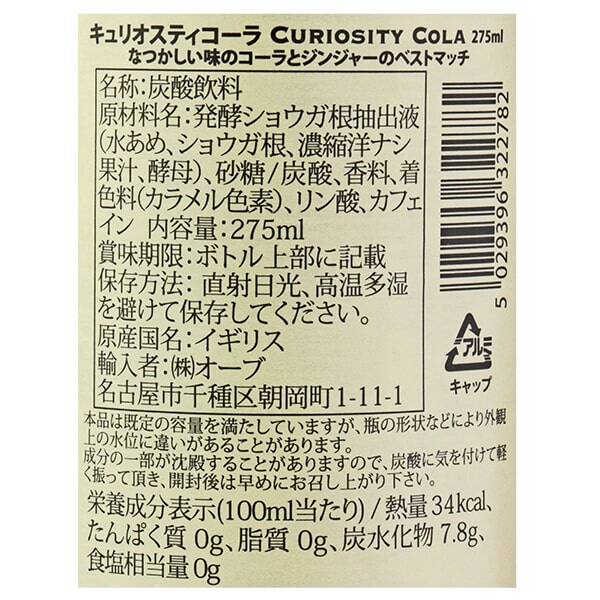 キュリオスティコーラ CURIOSITY COLA 275ml
なつかしい味のコーラとジンジャーのベストマッチ
名称:炭酸飲料
原材料名:発酵ショウガ根抽出液
(水あめ、ショウガ根、濃縮洋ナシ
果汁、酵母)、砂糖/炭酸、香料、着
色料(カラメル色素)、リン酸、カフェ
イン 内容量:275ml
賞味期限:ボトル上部に記載
保存方法: 直射日光、高温多湿
を避けて保存してください。
原産国名:イギリス
輸入者:㈱オーブ
名古屋市千種区朝岡町1-11-1
5 029396 322782
アルミ
キャップ
本品は既定の容量を満たしていますが、瓶の形状などにより外観
上の水位に違いがあることがあります。
成分の一部が沈殿することがありますので、炭酸に気を付けて軽
く振って頂き、開封後は早めにお召し上がり下さい。
栄養成分表示(100ml当たり) / 熱量34kcal、
たんぱく質 0g、脂質 0g、炭水化物 7.8g、
食塩相当量0g